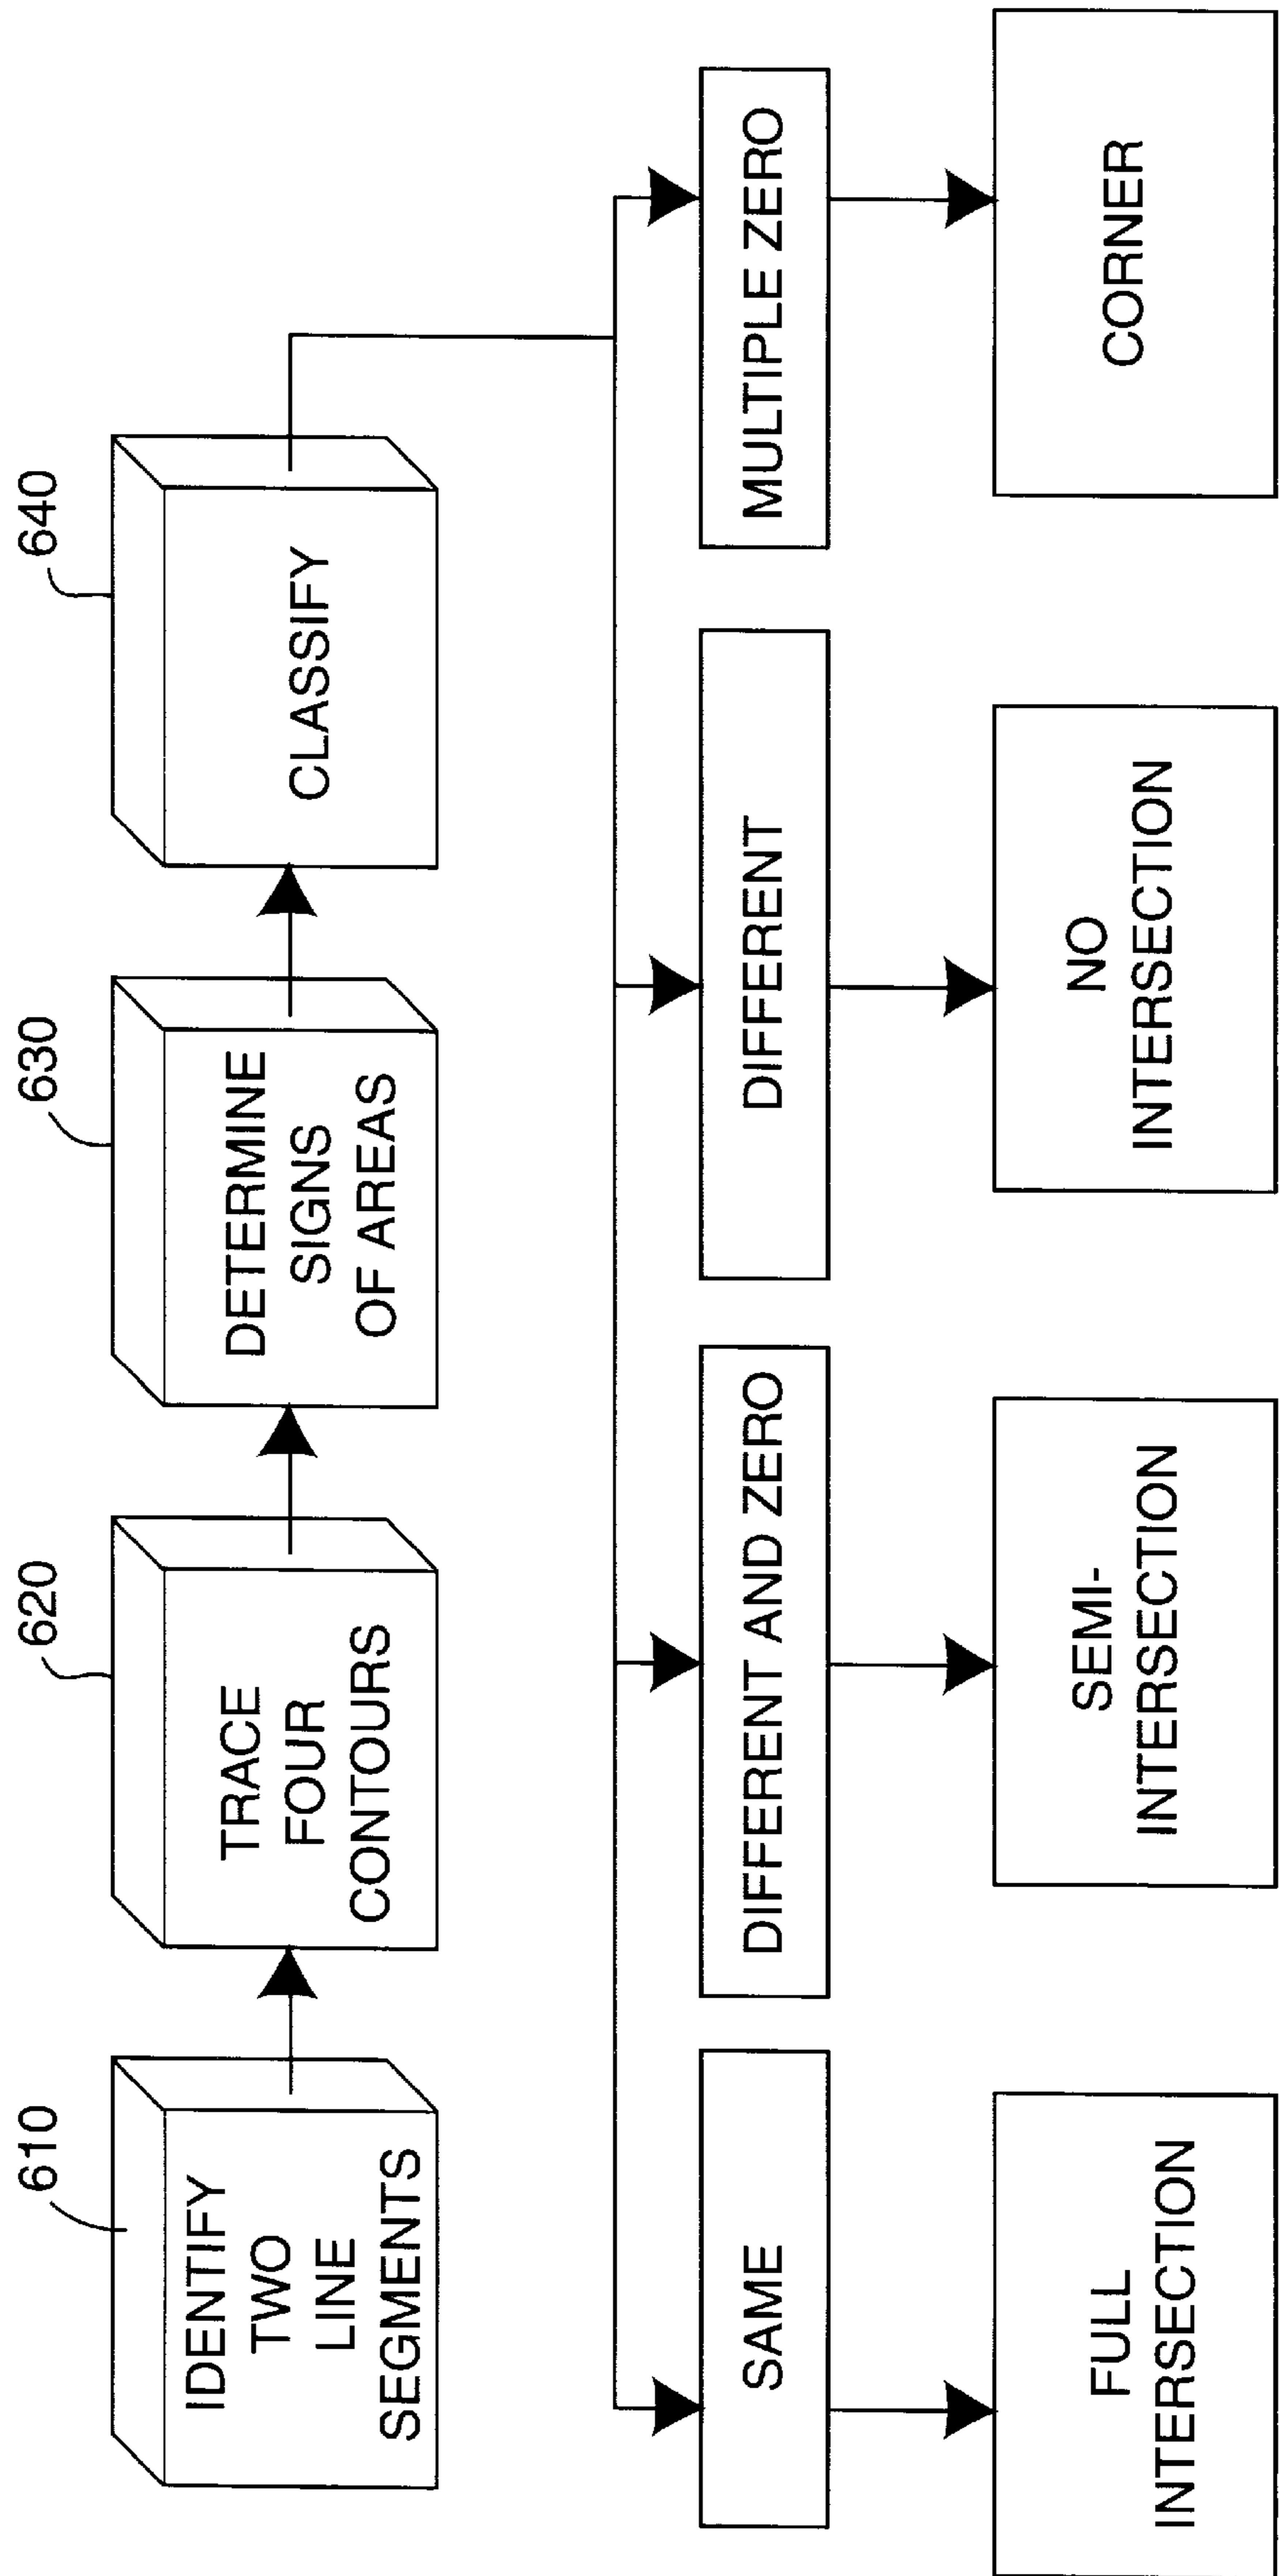 610
620
630
640
IDENTIFY
TWO
LINE
SEGMENTS
TRACE
FOUR
CONTOURS
DETERMINE
SIGNS
OF AREAS
CLASSIFY
SAME
DIFFERENT AND ZERO
DIFFERENT
MULTIPLE ZERO
FULL
INTERSECTION
SEMI-
INTERSECTION
NO
INTERSECTION
CORNER